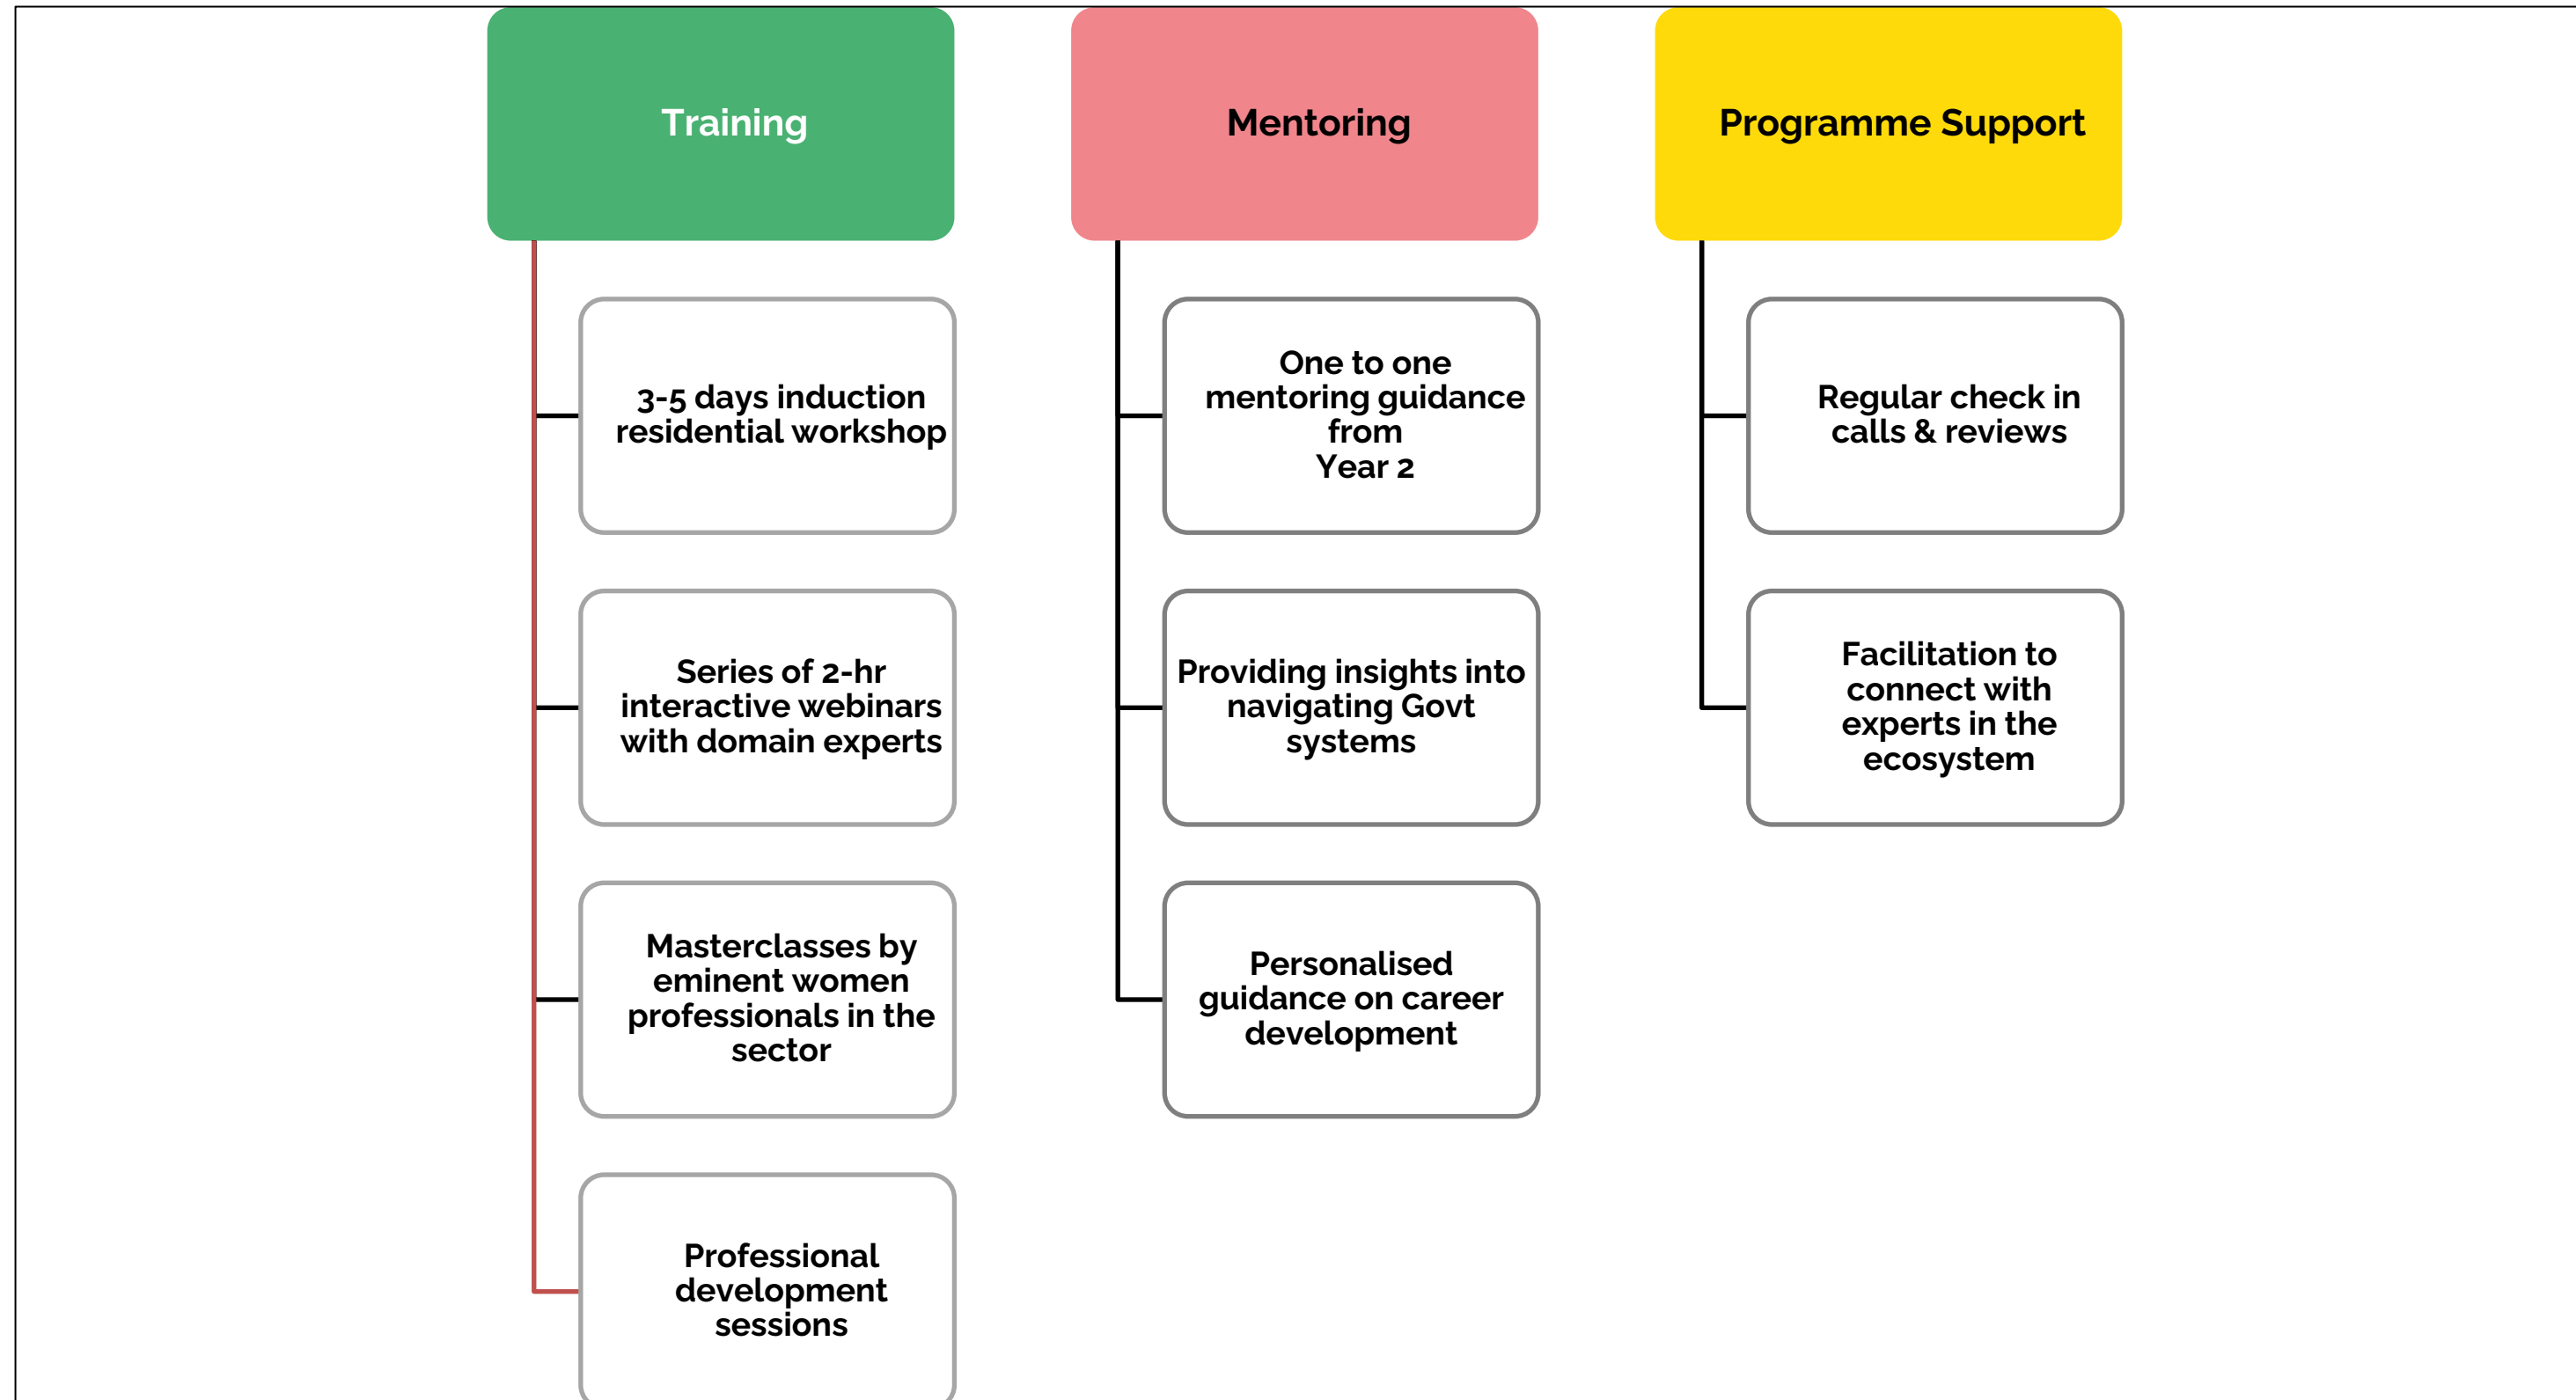 Training
3-5 days induction
residential workshop
Series of 2-hr
interactive webinars
with domain experts
Masterclasses by
eminent women
professionals in the
sector
Professional
development
sessions
Mentoring
One to one
mentoring guidance
from
Year 2
Providing insights into
navigating Govt
systems
Personalised
guidance on career
development
Programme Support
Regular check in
calls & reviews
Facilitation to
connect with
experts in the
ecosystem